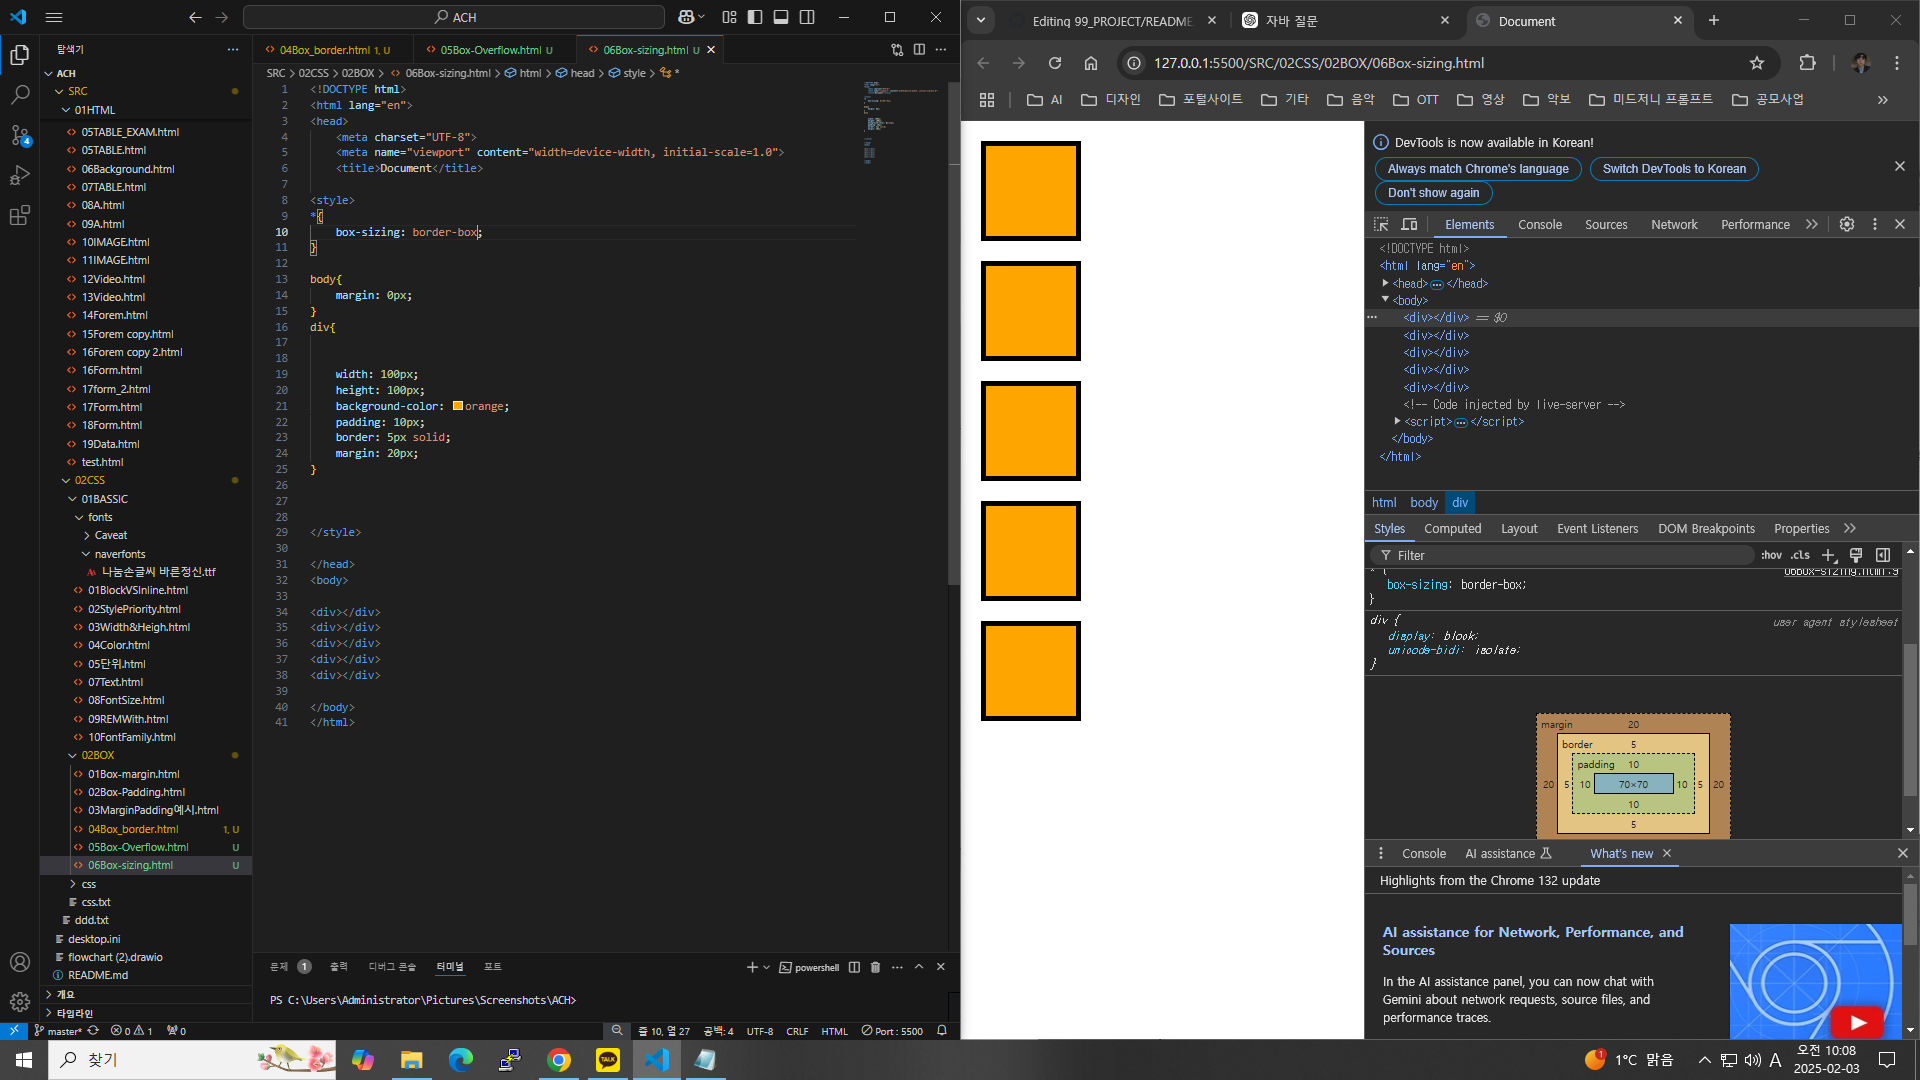 ACH
탐색기
ACH
SRC
01HTML
05TABLE_EXAM.html
05TABLE.html
06Background.html
07TABLE.html
08A.html
09A.html
10IMAGE.html
11IMAGE.html
12Video.html
13Video.html
14Forem.html
15Forem copy.html
16Forem copy 2.html
16Form.html
17form_2.html
17Form.html
18Form.html
19Data.html
test.html
02CSS
01BASSIC
fonts
Caveat
naverfonts
나눔손글씨 바른정신.ttf
01BlockVSInline.html
02StylePriority.html
03Width&Heigh.html
04Color.html
05단위.html
07Text.html
08FontSize.html
09REMWith.html
10FontFamily.html
02BOX
01Box-margin.html
02Box-Padding.html
03MarginPadding예시.html
04Box_border.html 1, U
05Box-Overflow.html U
06Box-sizing.html U
css
css.txt
ddd.txt
desktop.ini
flowchart (2).drawio
README.md
개요
타임라인
04Box_border.html 1, U
05Box-Overflow.html U
06Box-sizing.html U
SRC > 02CSS > 02BOX > 06Box-sizing.html > html > head > style > *
1 <!DOCTYPE html>
2 <html lang="en">
3 <head>
4 <meta charset="UTF-8">
5 <meta name="viewport" content="width=device-width, initial-scale=1.0">
6 <title>Document</title>
7
8 <style>
9 *{
10 box-sizing: border-box;
11 }
12
13 body{
14 margin: 0px;
15 }
16 div{
17
18
19 width: 100px;
20 height: 100px;
21 background-color: orange;
22 padding: 10px;
23 border: 5px solid;
24 margin: 20px;
25 }
26
27
28
29 </style>
30
31 </head>
32 <body>
33
34 <div></div>
35 <div></div>
36 <div></div>
37 <div></div>
38 <div></div>
39
40 </body>
41 </html>
문제 1 출력 디버그 콘솔 터미널 포트
powershell
PS C:\Users\Administrator\Pictures\Screenshots\ACH>
master* 0 1 0
줄 10, 열 27 공백: 4 UTF-8 CRLF HTML Port : 5500
Editing 99_PROJECT/README
자바 질문
Document
127.0.0.1:5500/SRC/02CSS/02BOX/06Box-sizing.html
AI 디자인 포털사이트 기타 음악 OTT 영상 악보 미드저니 프롬프트 공모사업
DevTools is now available in Korean!
Always match Chrome's language
Switch DevTools to Korean
Don't show again
Elements Console Sources Network Performance
<!DOCTYPE html>
<html lang="en">
<head> … </head>
<body>
<div></div> == $0
<div></div>
<div></div>
<div></div>
<div></div>
<!-- Code injected by live-server -->
<script> … </script>
</body>
</html>
html body div
Styles Computed Layout Event Listeners DOM Breakpoints Properties
Filter
:hov .cls
* { 06Box-sizing.html:9
box-sizing: border-box;
}
div { user agent stylesheet
display: block;
unicode-bidi: isolate;
}
margin 20
border 5
padding 10
20 5 10 70×70 10 5 20
10
5
Console AI assistance What's new
Highlights from the Chrome 132 update
AI assistance for Network, Performance, and
Sources
In the AI assistance panel, you can now chat with
Gemini about network requests, source files, and
performance traces.
찾기
TALK
1
1°C 맑음
A
오전 10:08
2025-02-03